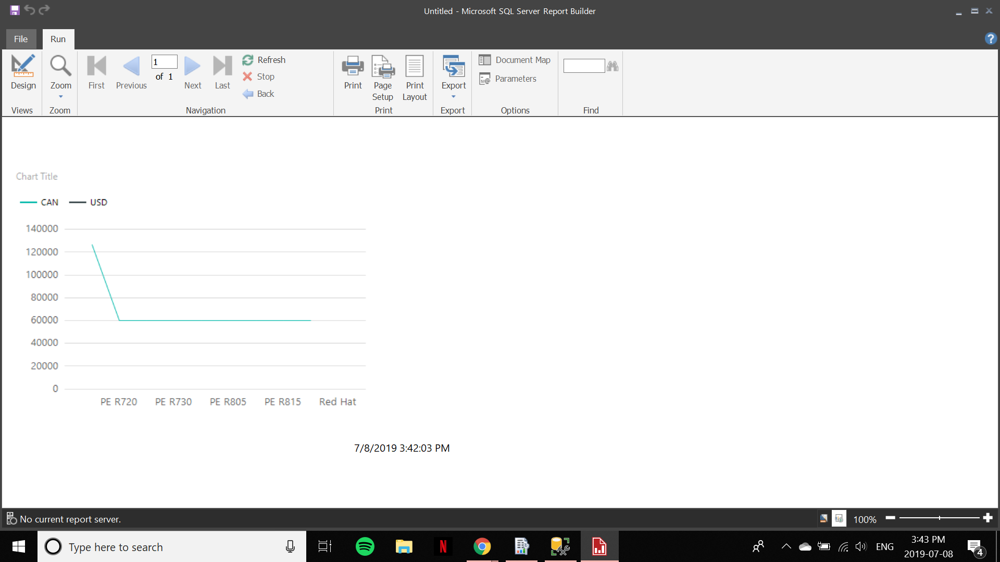 Untitled - Microsoft SQL Server Report Builder
File
Run
?
Design
Views
Zoom
Zoom
First
Previous
1
of 1
Next
Last
Refresh
Stop
Back
Navigation
Print
Page
Setup
Print
Layout
Print
Export
Export
Document Map
Parameters
Options
Find
Chart Title
CAN
USD
140000
120000
100000
80000
60000
40000
20000
0
PE R720
PE R730
PE R805
PE R815
Red Hat
7/8/2019 3:42:03 PM
No current report server.
100%
Type here to search
N
ENG
3:43 PM
2019-07-08
4